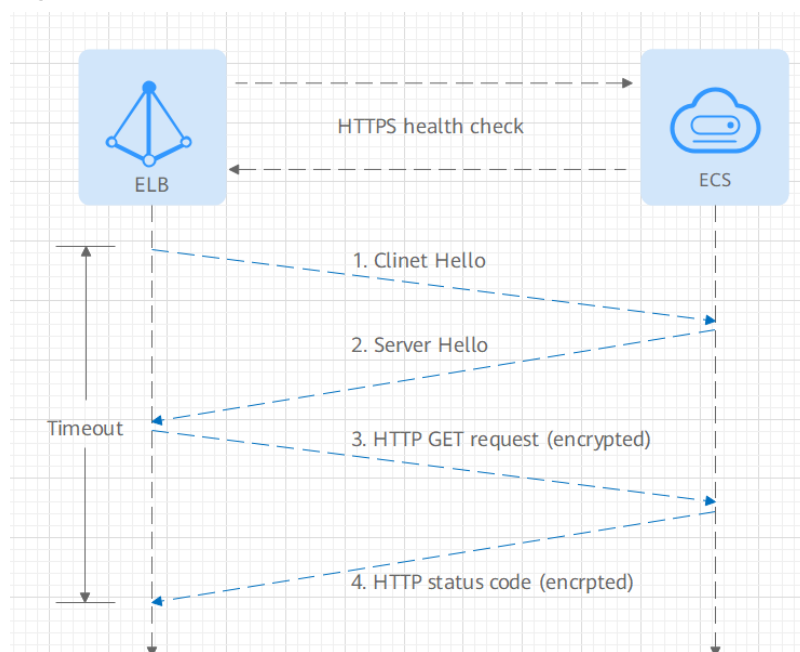 HTTPS health check
ELB
ECS
1. Clinet Hello
2. Server Hello
Timeout
3. HTTP GET request (encrypted)
4. HTTP status code (encrpted)